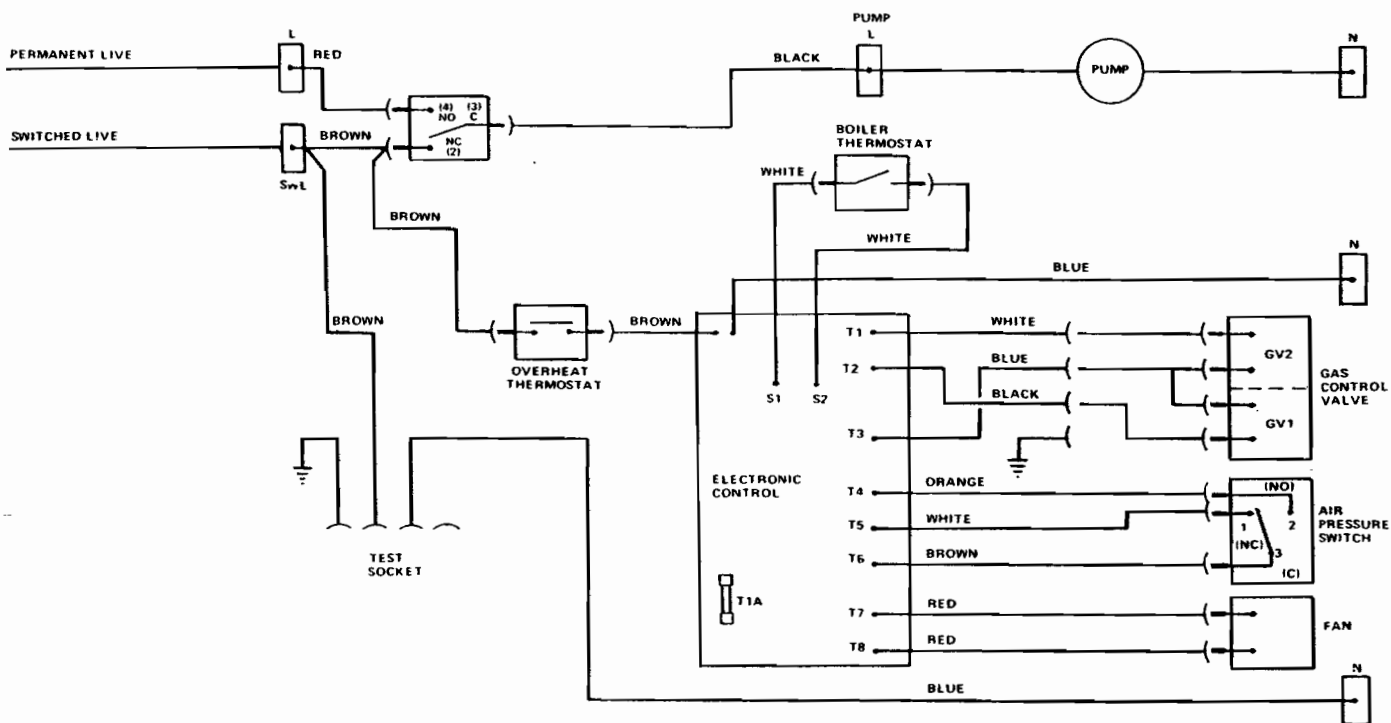 PUMP
L
L
N
PERMANENT LIVE
RED
BLACK
PUMP
(4)
NO
(3)
C
SWITCHED LIVE
BROWN
NC
(2)
SwL
BOILER
THERMOSTAT
WHITE
BROWN
WHITE
N
BLUE
BROWN
BROWN
OVERHEAT
THERMOSTAT
T1
WHITE
GV2
T2
BLUE
GAS
CONTROL
VALVE
S1
S2
BLACK
GV1
T3
ELECTRONIC
CONTROL
T4
ORANGE
(NO)
AIR
PRESSURE
SWITCH
T5
WHITE
1
2
(NC)
3
(C)
TEST
SOCKET
T6
BROWN
T1A
T7
RED
FAN
T8
RED
BLUE
N